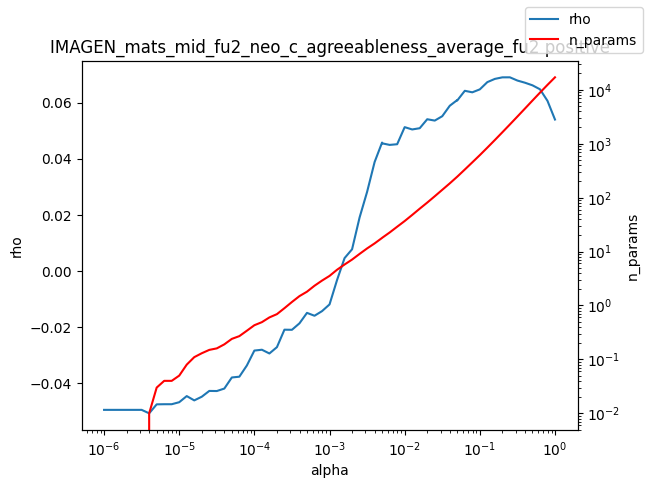 rho
n_params
IMAGEN_mats_mid_fu2_neo_c_agreeableness_average_fu2 positive
0.06
0.04
0.02
0.00
−0.02
−0.04
rho
10⁴
10³
10²
10¹
10⁰
10⁻¹
10⁻²
n_params
10⁻⁶ 10⁻⁵ 10⁻⁴ 10⁻³ 10⁻² 10⁻¹ 10⁰
alpha